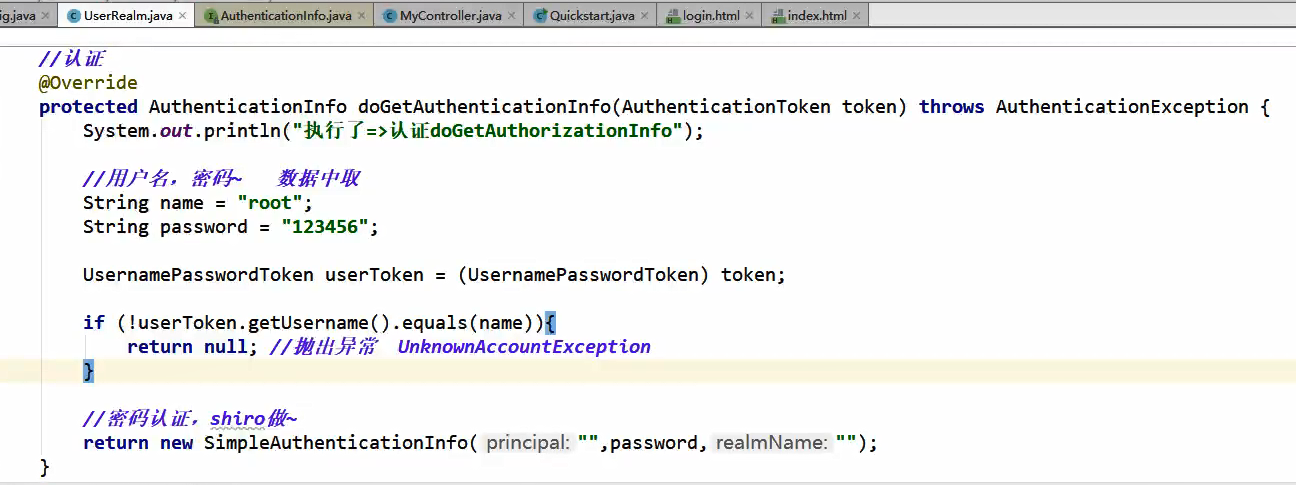 ig.java UserRealm.java AuthenticationInfo.java MyController.java Quickstart.java login.html index.html
//认证
@Override
protected AuthenticationInfo doGetAuthenticationInfo(AuthenticationToken token) throws AuthenticationException {
System.out.println("执行了=>认证doGetAuthorizationInfo");
//用户名，密码~ 数据中取
String name = "root";
String password = "123456";
UsernamePasswordToken userToken = (UsernamePasswordToken) token;
if (!userToken.getUsername().equals(name)){
return null; //抛出异常 UnknownAccountException
}
//密码认证，shiro做~
return new SimpleAuthenticationInfo( principal: "",password, realmName: "");
}